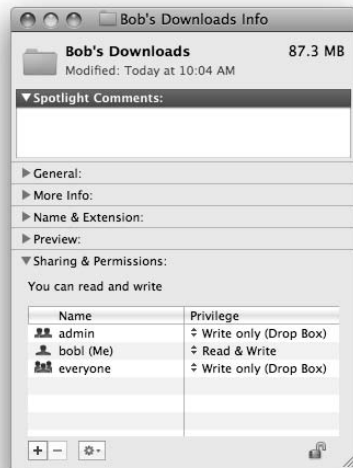 Bob's Downloads Info
Bob's Downloads 87.3 MB
Modified: Today at 10:04 AM
Spotlight Comments:
General:
More Info:
Name & Extension:
Preview:
Sharing & Permissions:
You can read and write
Name Privilege
admin Write only (Drop Box)
bobl (Me) Read & Write
everyone Write only (Drop Box)